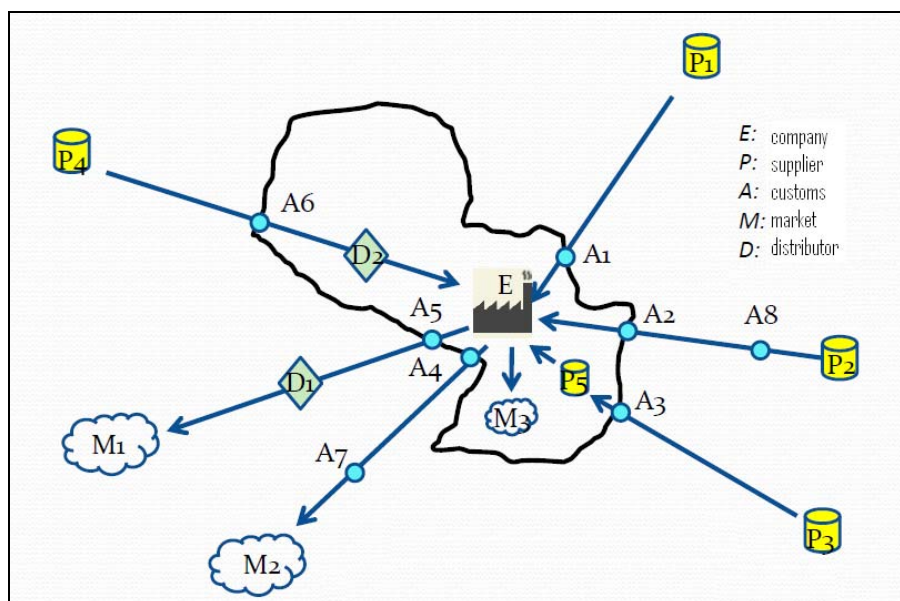 P1
E: company
P: supplier
A: customs
M: market
D: distributor
P4
A6
A1
D2
E
A5
A2
A8
A4
P2
D1
P5
A3
M3
M1
A7
P3
M2